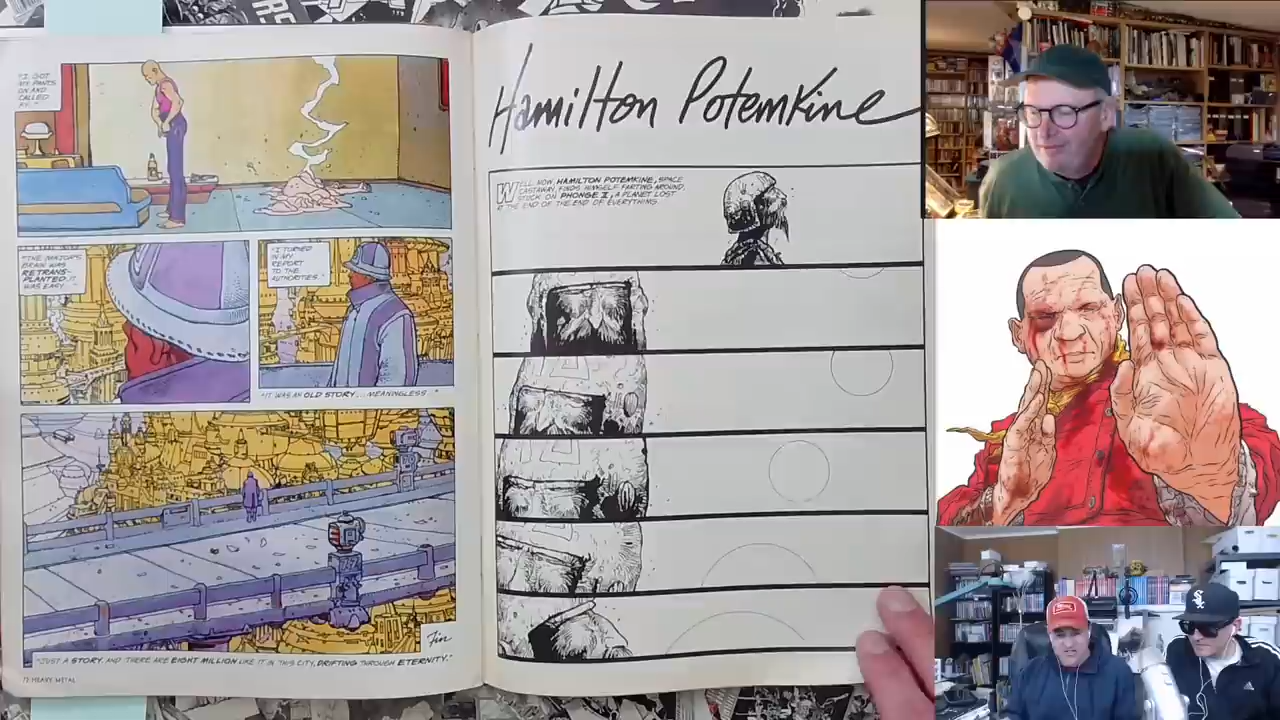 "I GOT
MY PANTS
ON AND
CALLED
"THE MAJOR'S
BRAIN WAS
RETRANS-
PLANTED. IT
WAS EASY.
"I TURNED
IN MY
REPORT
TO THE
AUTHORITIES."
"IT WAS AN OLD STORY...MEANINGLESS
Fin
"JUST A STORY. AND THERE ARE EIGHT MILLION LIKE IT IN THIS CITY, DRIFTING THROUGH ETERNITY."
72 HEAVY METAL
Hamilton Potemkine
WELL NOW, HAMILTON POTEMKINE, SPACE
CASTAWAY, FINDS HIMSELF FARTING AROUND,
STUCK ON PHONGE I, A PLANET LOST
AT THE END OF THE END OF EVERYTHING.